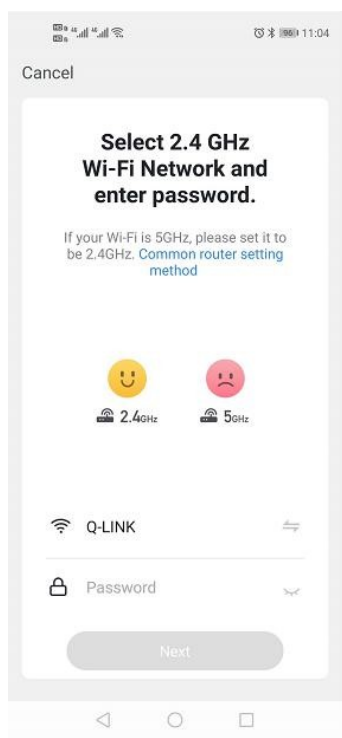 11:04
Cancel
Select 2.4 GHz
Wi-Fi Network and
enter password.
If your Wi-Fi is 5GHz, please set it to
be 2.4GHz. Common router setting
method
2.4GHz 5GHz
Q-LINK
Password
Next